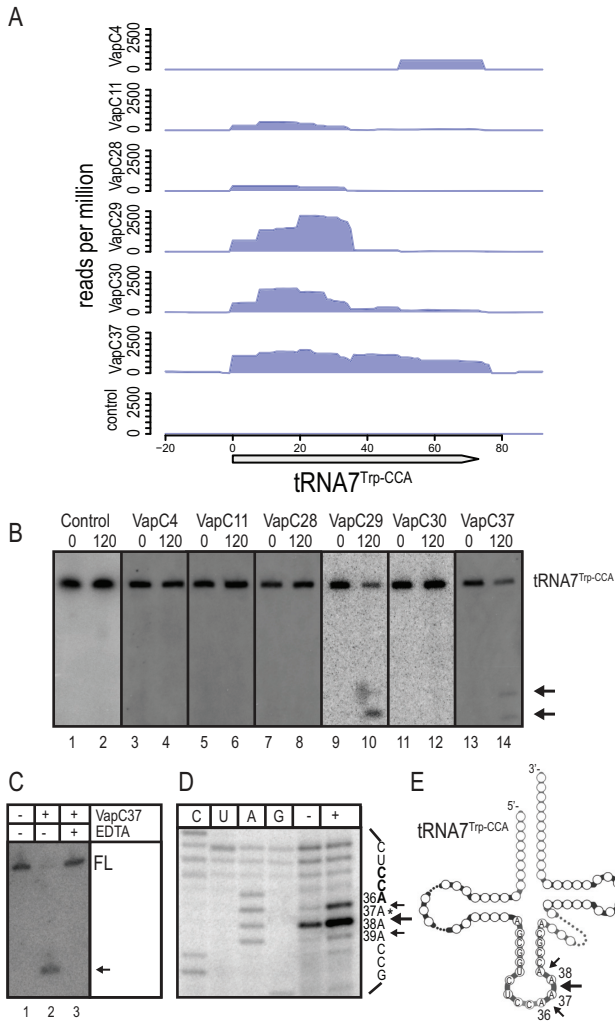 A
reads per million
VapC4
0 2500
VapC11
0 2500
VapC28
0 2500
VapC29
0 2500
VapC30
0 2500
VapC37
0 2500
control
0 2500
-20 0 20 40 60 80
tRNA7Trp-CCA
B
Control VapC4 VapC11 VapC28 VapC29 VapC30 VapC37
0 120 0 120 0 120 0 120 0 120 0 120 0 120
tRNA7Trp-CCA
1 2 3 4 5 6 7 8 9 10 11 12 13 14
C
- + + VapC37
- - + EDTA
FL
1 2 3
D
C U A G - +
C
U
C
C
36A
37A*
38A
39A
C
C
G
E
tRNA7Trp-CCA
3'-
5'-
A A
G G
C C
G G
G A
U A
C A 38
U A 37
C C A 36